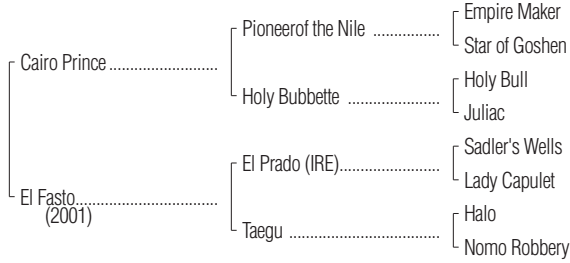 Empire Maker
Pioneerof the Nile ..................
Star of Goshen
Cairo Prince ...........................
Holy Bull
Holy Bubbette ........................
Juliac
Sadler's Wells
El Prado (IRE)..........................
Lady Capulet
El Fasto....................................
(2001)
Halo
Taegu ......................................
Nomo Robbery